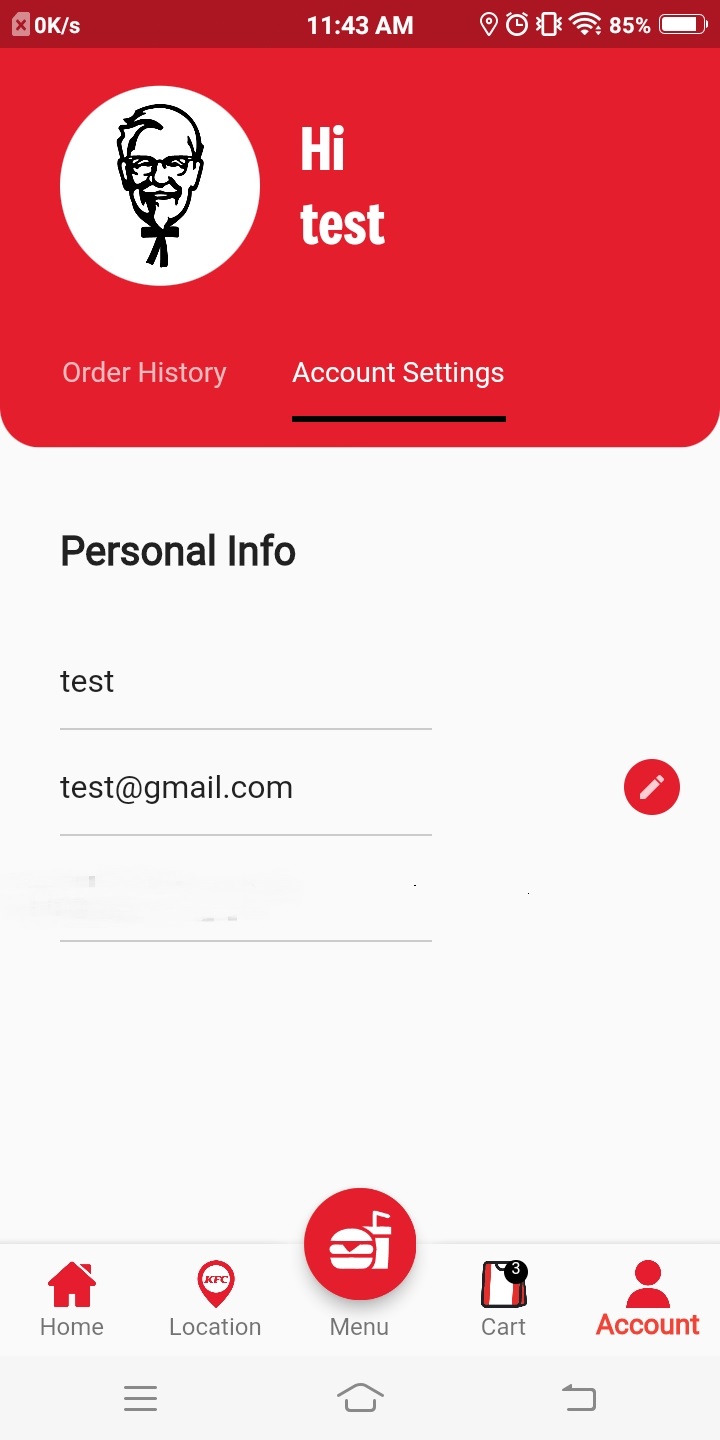 0K/s 11:43 AM 85%
Hi
test
Order History Account Settings
Personal Info
test
test@gmail.com
KFC
3
Home Location Menu Cart Account